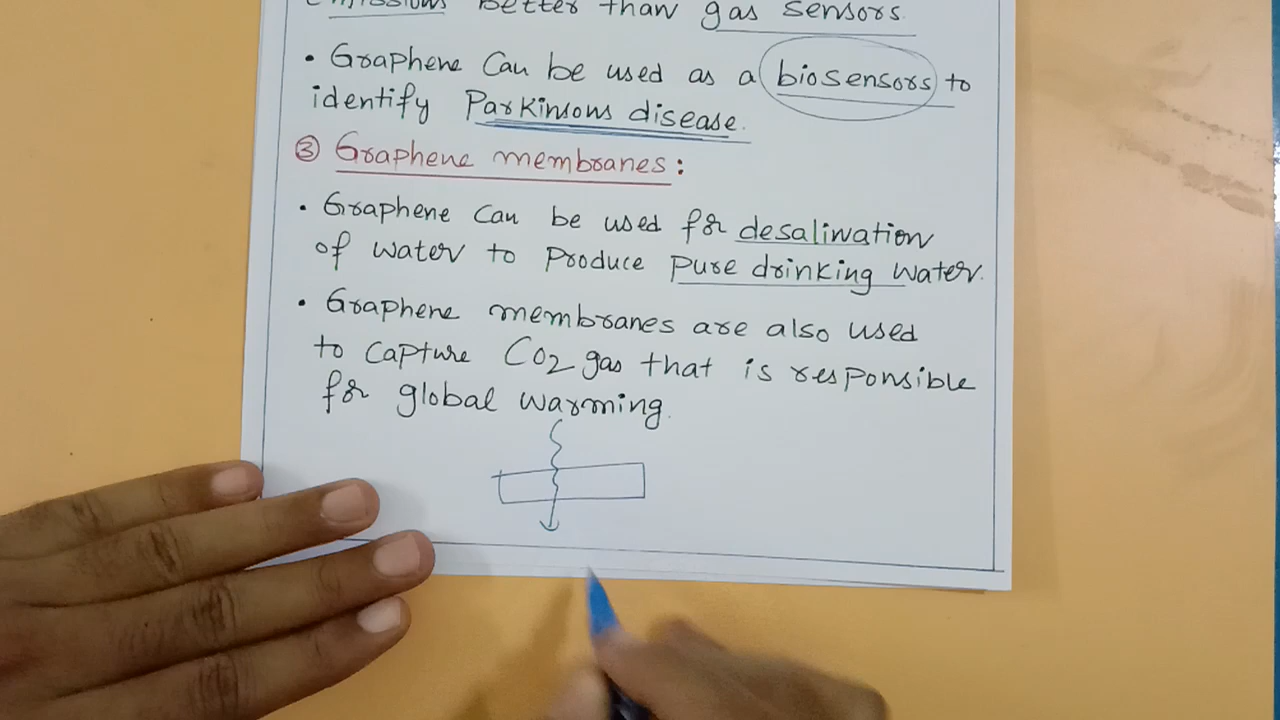 Emissions better than gas sensors.
• Graphene can be used as a biosensors to
identify Parkinsons disease.
③ Graphene membranes:
• Graphene can be used for desalination
of water to produce pure drinking water.
• Graphene membranes are also used
to capture CO2 gas that is responsible
for global warming.